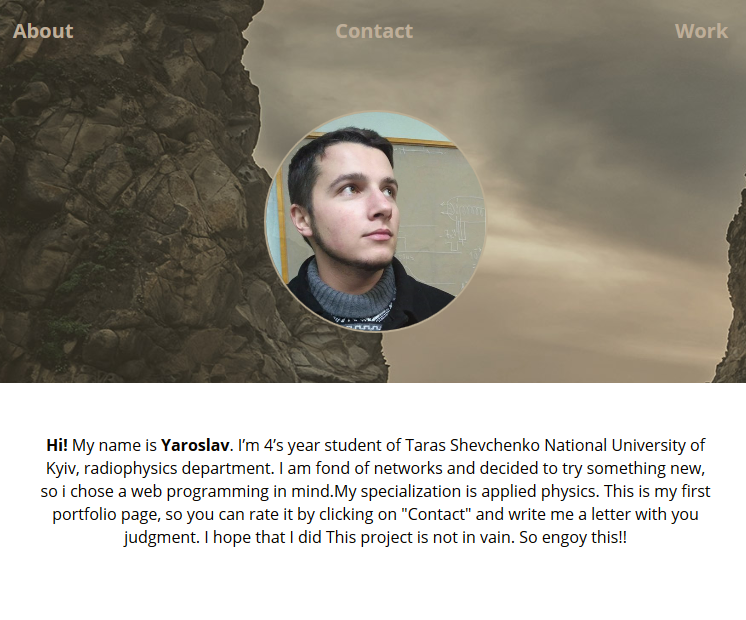 About Contact Work
Hi! My name is Yaroslav. I’m 4’s year student of Taras Shevchenko National University of
Kyiv, radiophysics department. I am fond of networks and decided to try something new,
so i chose a web programming in mind.My specialization is applied physics. This is my first
portfolio page, so you can rate it by clicking on "Contact" and write me a letter with you
judgment. I hope that I did This project is not in vain. So engoy this!!